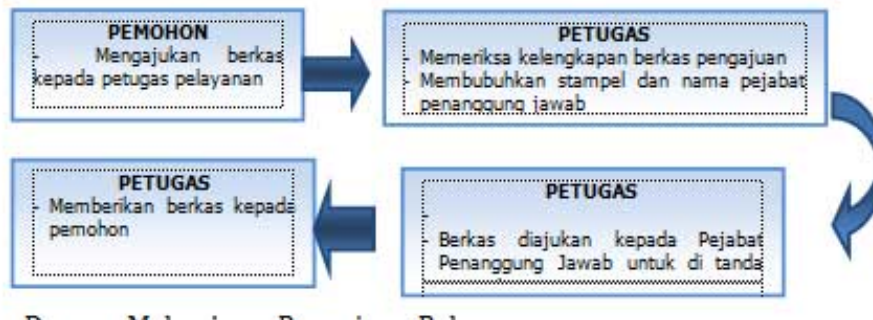 PEMOHON
- Mengajukan berkas
kepada petugas pelayanan
PETUGAS
- Memeriksa kelengkapan berkas pengajuan
- Membubuhkan stampel dan nama pejabat
penanggung jawab
PETUGAS
-
- Berkas diajukan kepada Pejabat
Penanggung Jawab untuk di tanda
PETUGAS
- Memberikan berkas kepada
pemohon